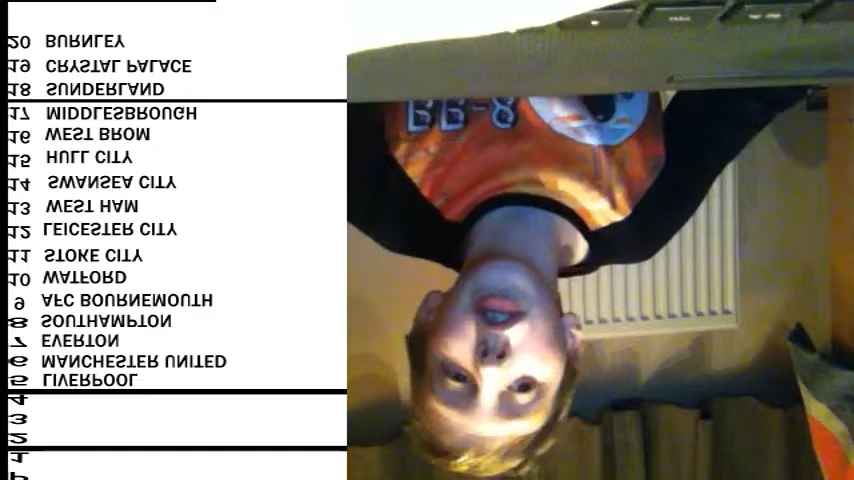 1
2
3
4
5 LIVERPOOL
6 MANCHESTER UNITED
7 EVERTON
8 SOUTHAMPTON
9 AFC BOURNEMOUTH
10 WATFORD
11 STOKE CITY
12 LEICESTER CITY
13 WEST HAM
14 SWANSEA CITY
15 HULL CITY
16 WEST BROM
17 MIDDLESBROUGH
18 SUNDERLAND
19 CRYSTAL PALACE
20 BURNLEY
BB-8